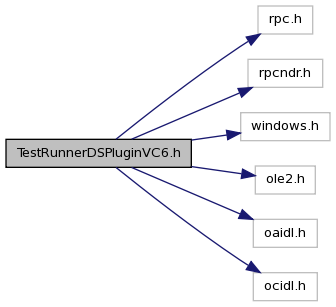 rpc.h
rpcndr.h
windows.h
TestRunnerDSPluginVC6.h
ole2.h
oaidl.h
ocidl.h